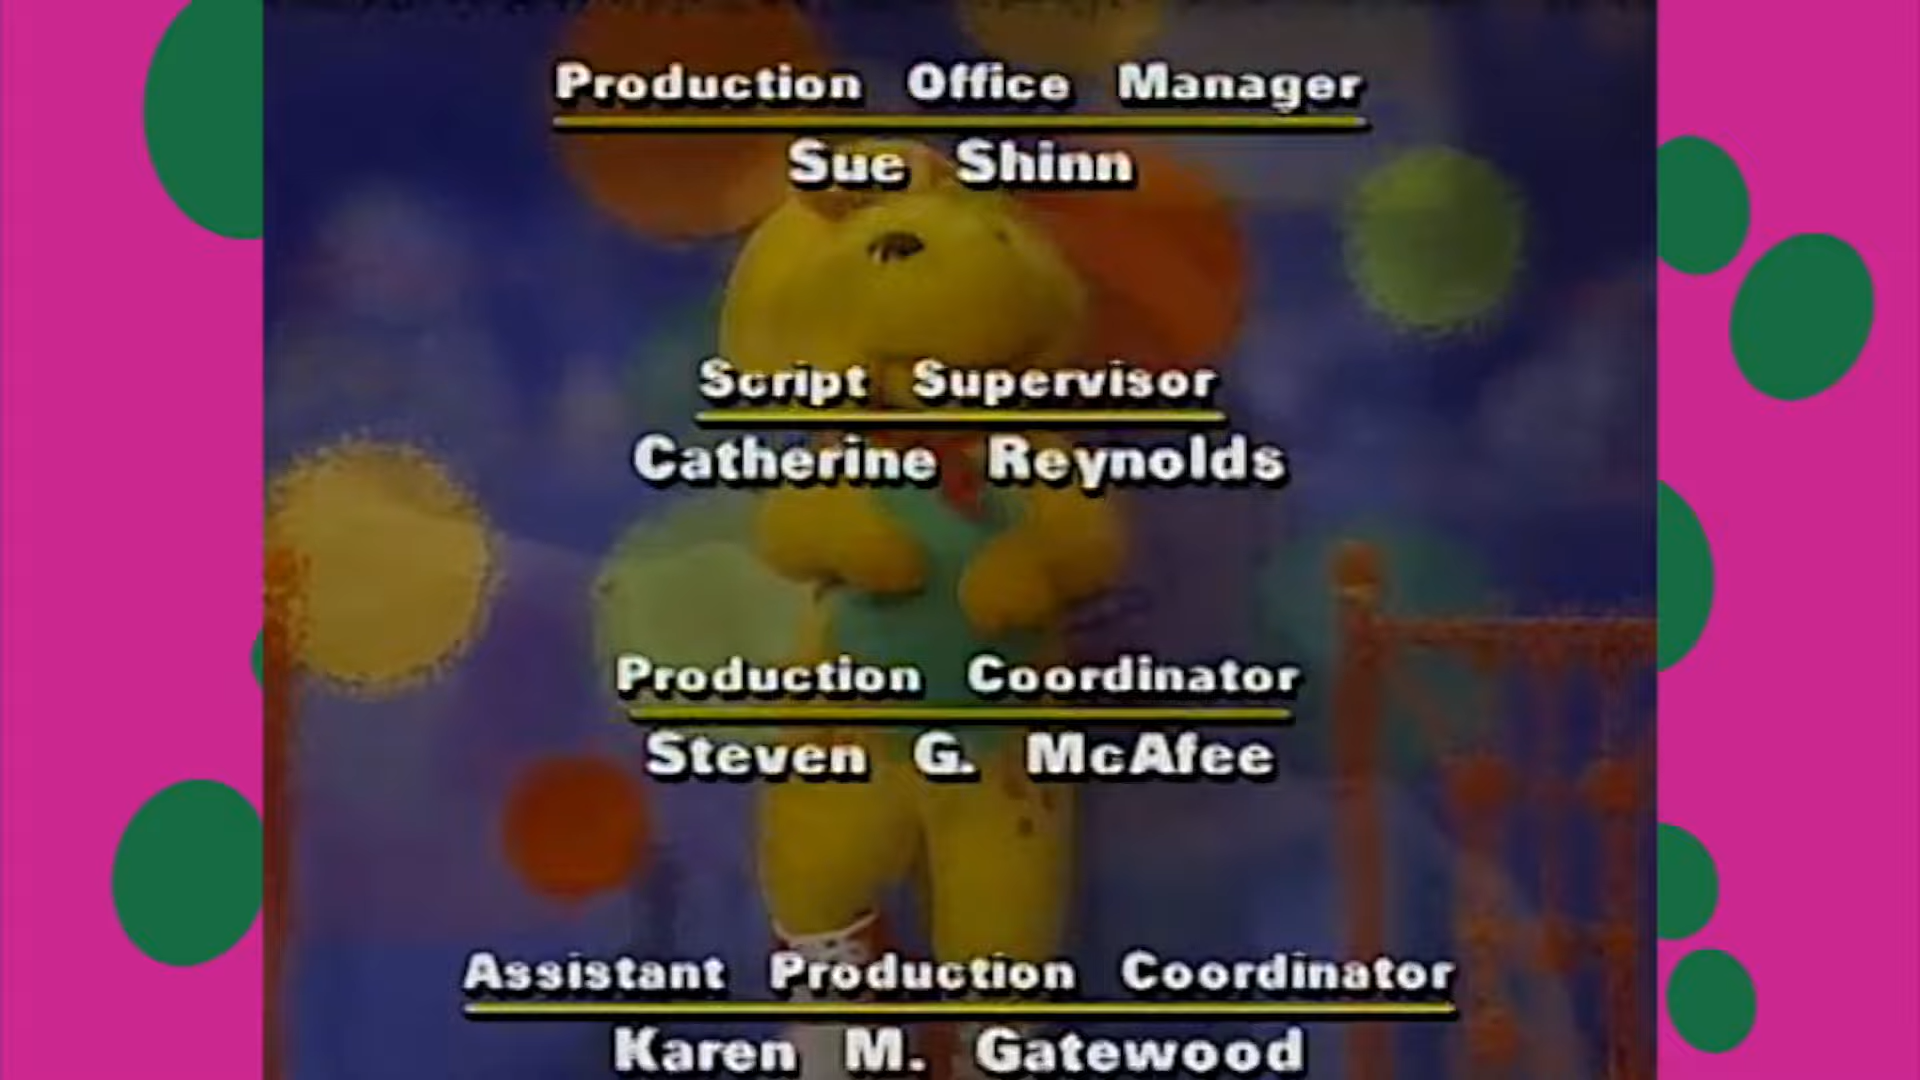 Production Office Manager
Sue Shinn
Script Supervisor
Catherine Reynolds
Production Coordinator
Steven G. McAfee
Assistant Production Coordinator
Karen M. Gatewood